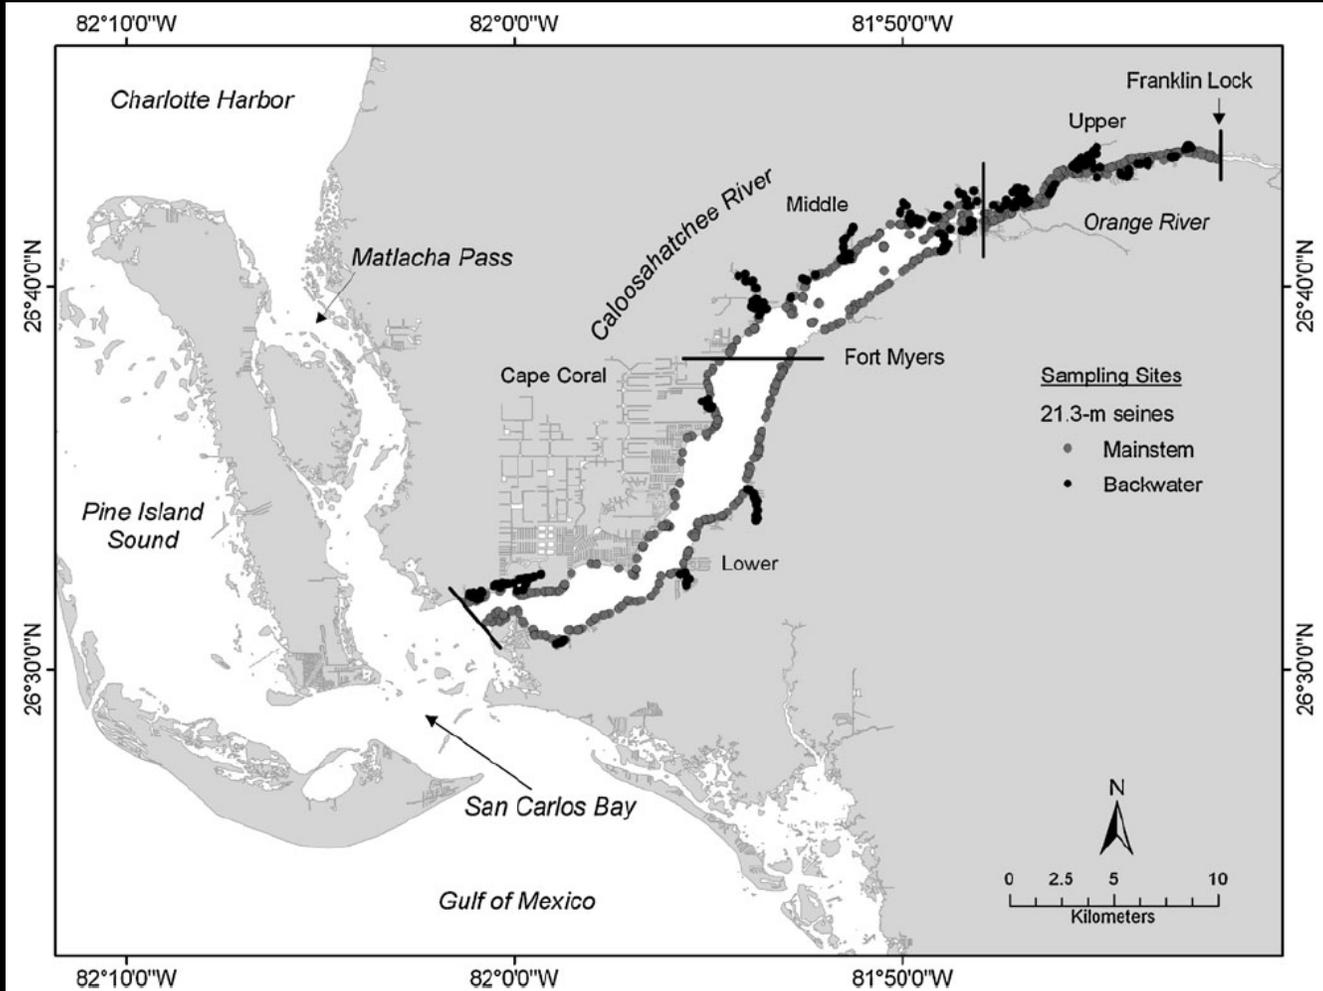 82°10'0"W
82°0'0"W
81°50'0"W
Charlotte Harbor
Franklin Lock
Upper
Caloosahatchee River
Middle
Orange River
Matlacha Pass
26°40'0"N
26°40'0"N
Fort Myers
Cape Coral
Sampling Sites
21.3-m seines
Mainstem
Backwater
Pine Island
Sound
Lower
26°30'0"N
26°30'0"N
San Carlos Bay
N
Gulf of Mexico
0 2.5 5 10
Kilometers
82°10'0"W
82°0'0"W
81°50'0"W